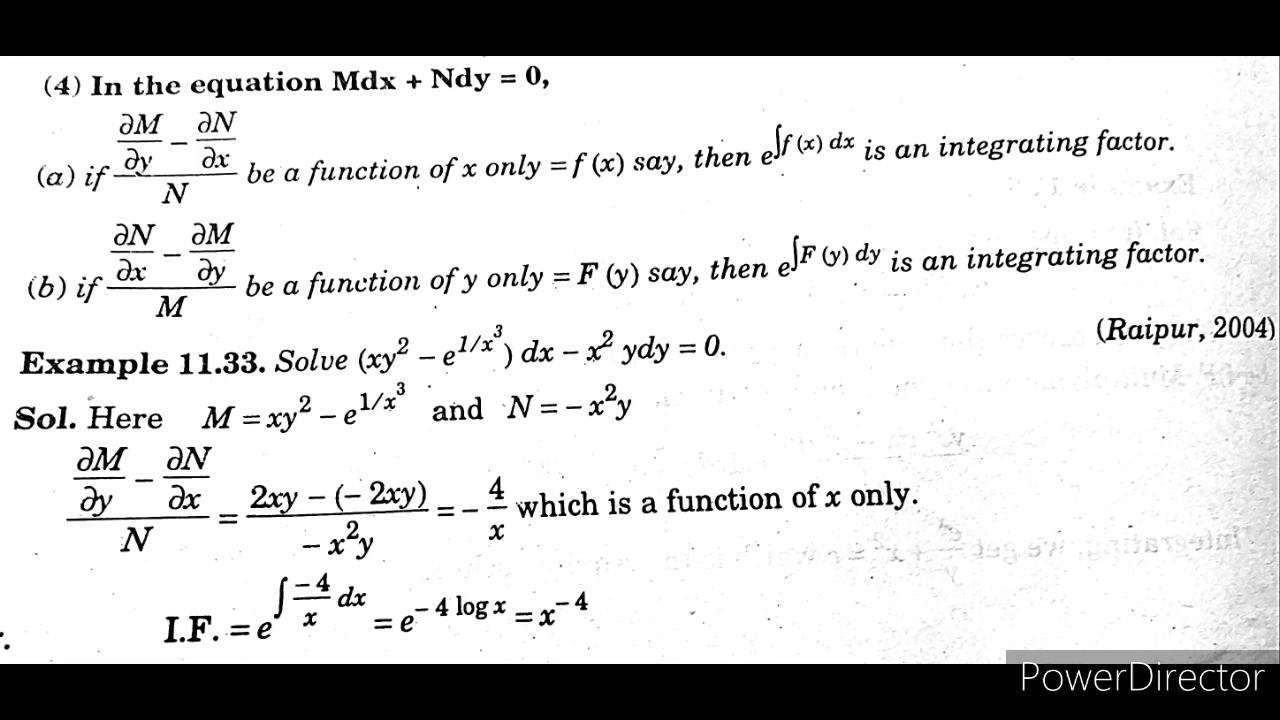 (4) In the equation Mdx + Ndy = 0,
(a) if (∂M/∂y − ∂N/∂x)/N be a function of x only = f (x) say, then e^∫f (x) dx is an integrating factor.
(b) if (∂N/∂x − ∂M/∂y)/M be a function of y only = F (y) say, then e^∫F (y) dy is an integrating factor.
(Raipur, 2004)
Example 11.33. Solve (xy² − e^(1/x³)) dx − x² ydy = 0.
Sol. Here M = xy² − e^(1/x³) and N = − x²y
(∂M/∂y − ∂N/∂x)/N = (2xy − (− 2xy))/(− x²y) = − 4/x which is a function of x only.
∴ I.F. = e^(∫ −4/x dx) = e^(− 4 log x) = x^(− 4)
PowerDirector